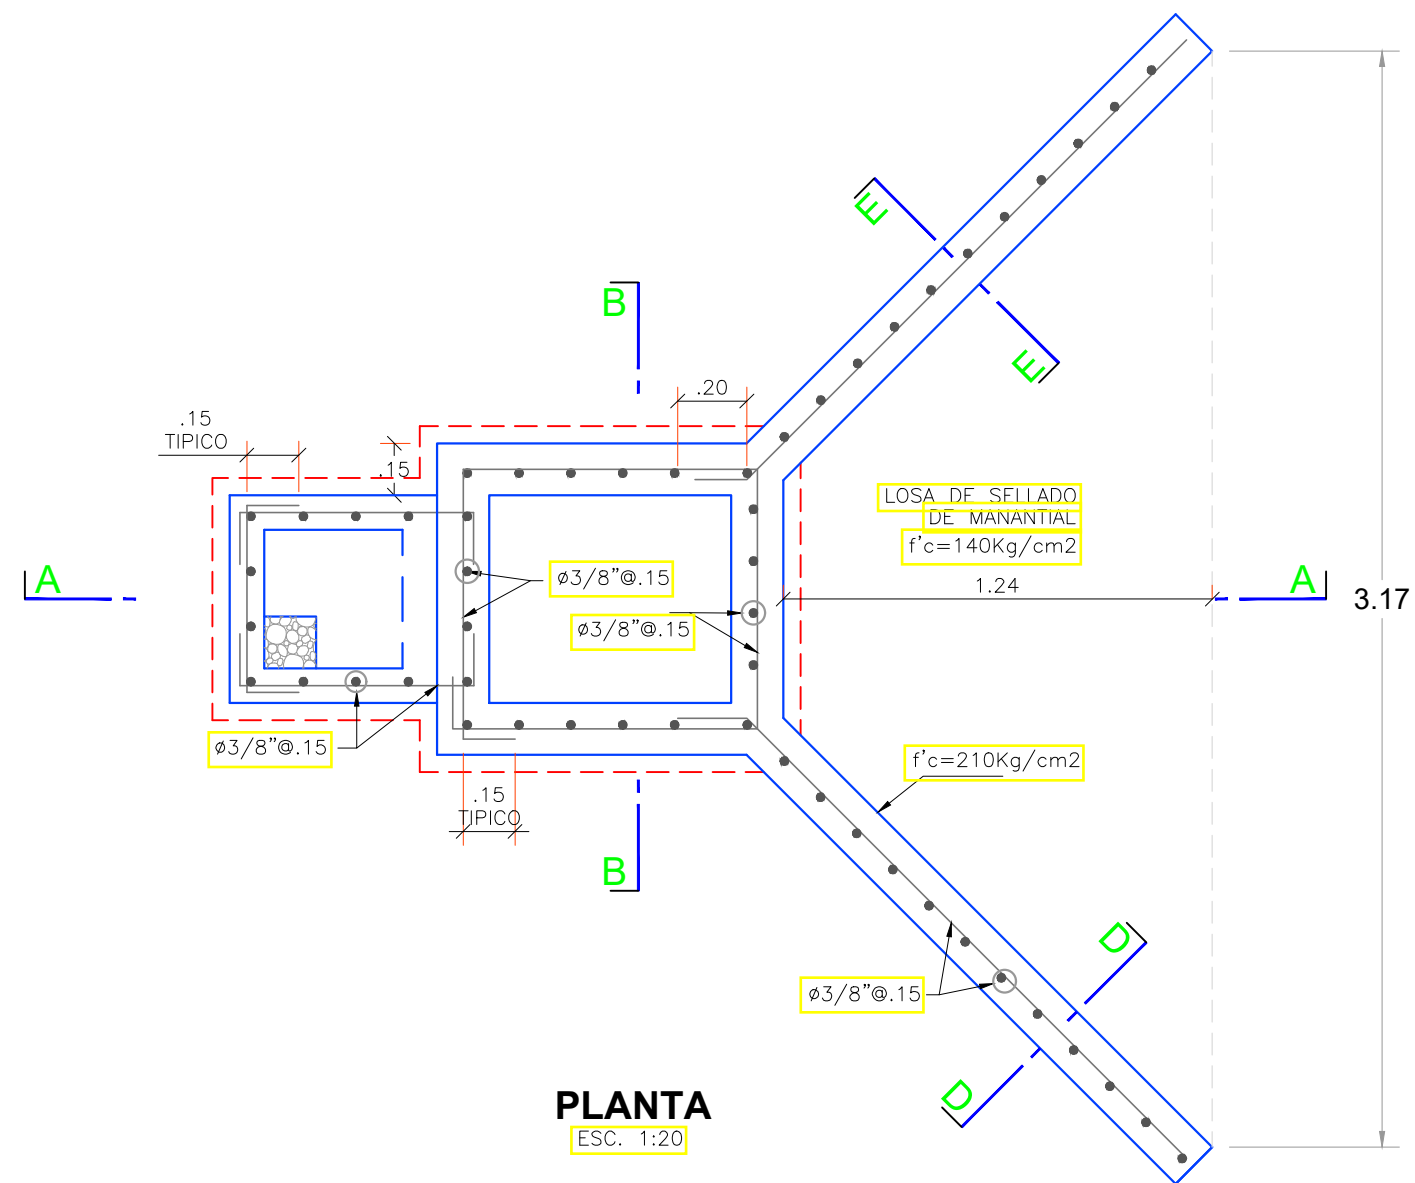 E
E
B
.20
.15
TIPICO
.15
LOSA DE SELLADO
DE MANANTIAL
f'c=140Kg/cm2
A
ø3/8"@.15
1.24
A
3.17
ø3/8"@.15
ø3/8"@.15
f'c=210Kg/cm2
.15
TIPICO
B
D
ø3/8"@.15
D
PLANTA
ESC. 1:20